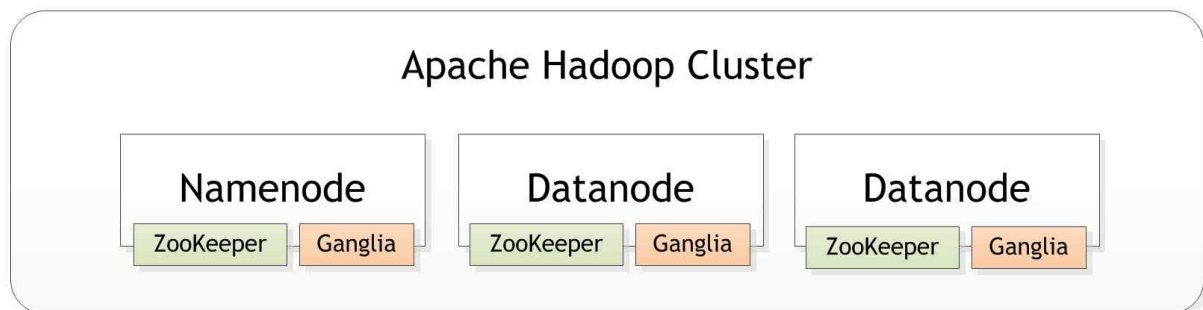 Apache Hadoop Cluster
Namenode
Datanode
Datanode
ZooKeeper
Ganglia
ZooKeeper
Ganglia
ZooKeeper
Ganglia